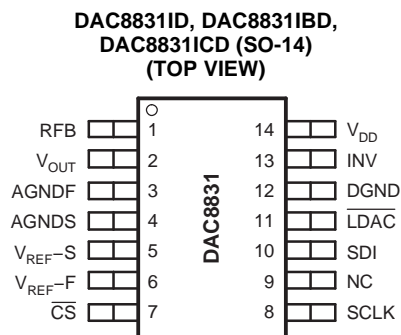 DAC8831ID, DAC8831IBD,
DAC8831ICD (SO-14)
(TOP VIEW)
RFB 1 14 VDD
VOUT 2 13 INV
AGNDF 3 12 DGND
AGNDS 4 11 LDAC
VREF–S 5 10 SDI
VREF–F 6 9 NC
CS 7 8 SCLK
DAC8831